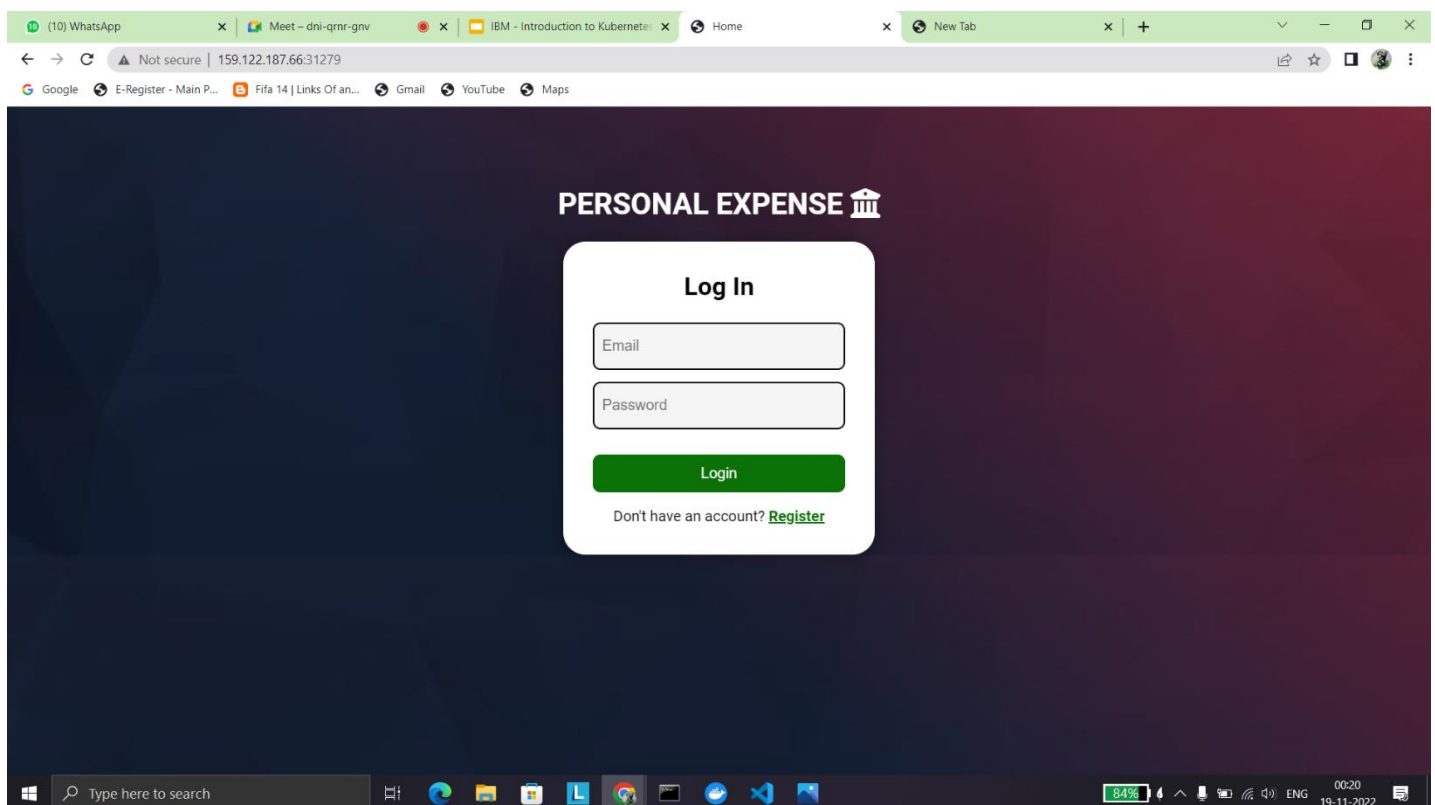 10
(10) WhatsApp
Meet – dni-qrnr-gnv
IBM - Introduction to Kubernetes
Home
New Tab
Not secure | 159.122.187.66:31279
Google
E-Register - Main P...
Fifa 14 | Links Of an...
Gmail
YouTube
Maps
PERSONAL EXPENSE
Log In
Email
Password
Login
Don't have an account? Register
Type here to search
L
84%
ENG
00:20
19-11-2022